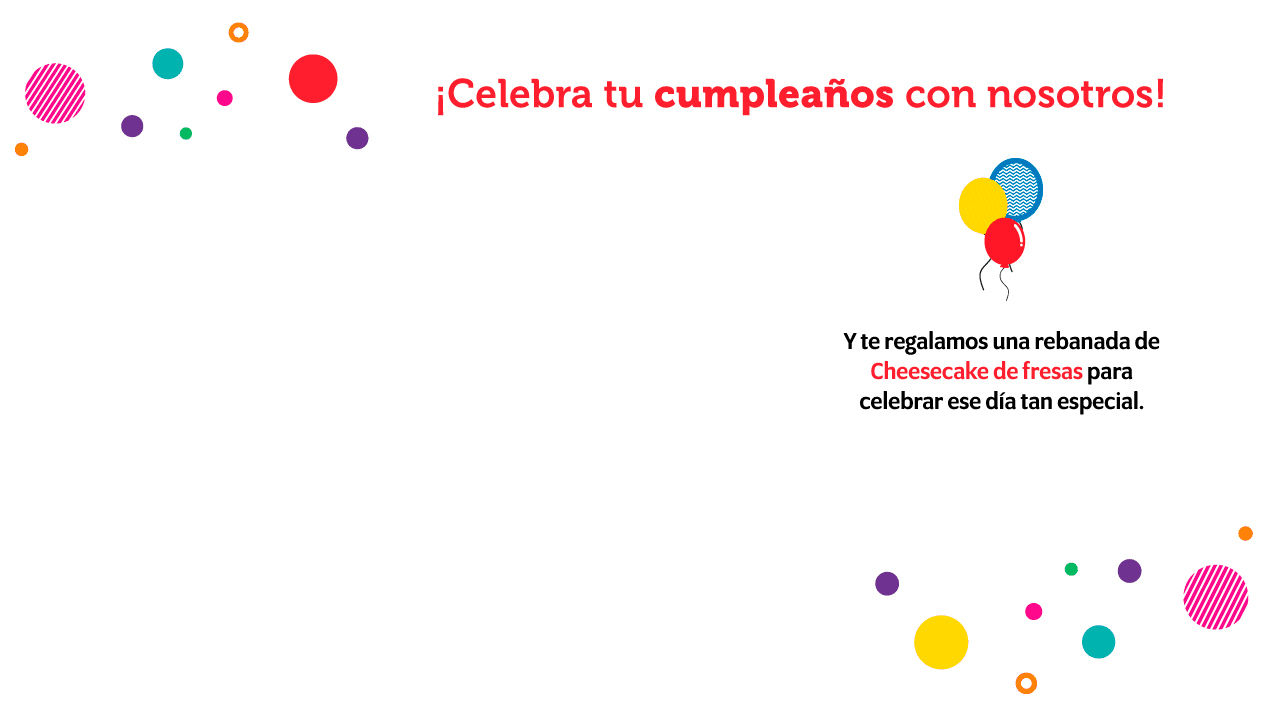 ¡Celebra tu cumpleaños con nosotros!
Y te regalamos una rebanada de
Cheesecake de fresas para
celebrar ese día tan especial.